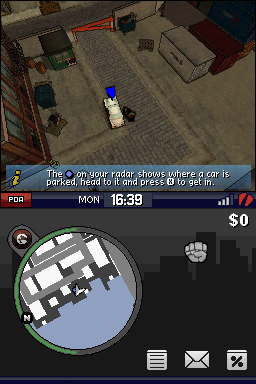 The on your radar shows where a car is
parked, head to it and press X to get in.
PDA MON 16:39
$0
N